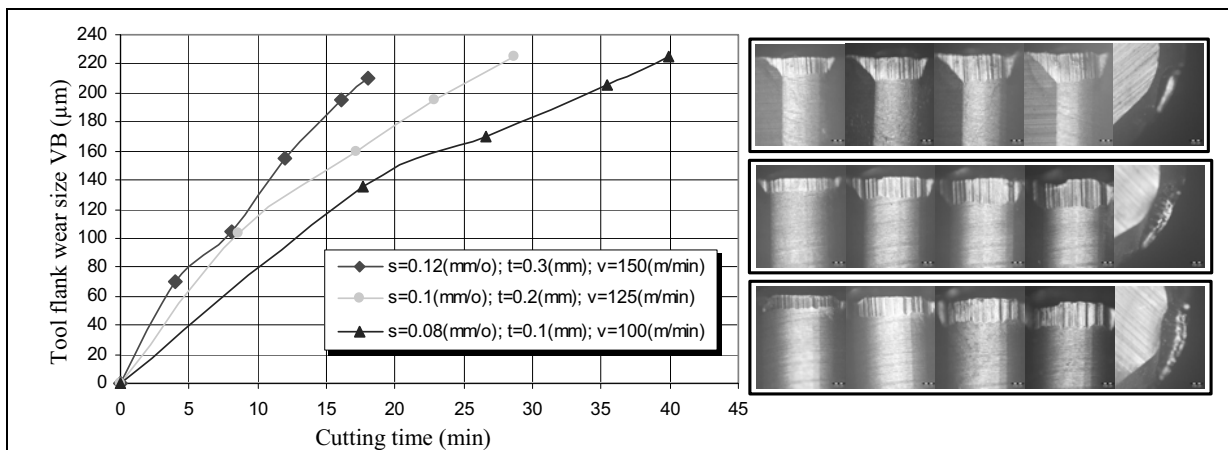 240
220
200
180
160
140
120
100
80
60
40
20
0
Tool flank wear size VB (μm)
s=0.12(mm/o); t=0.3(mm); v=150(m/min)
s=0.1(mm/o); t=0.2(mm); v=125(m/min)
s=0.08(mm/o); t=0.1(mm); v=100(m/min)
0 5 10 15 20 25 30 35 40 45
Cutting time (min)